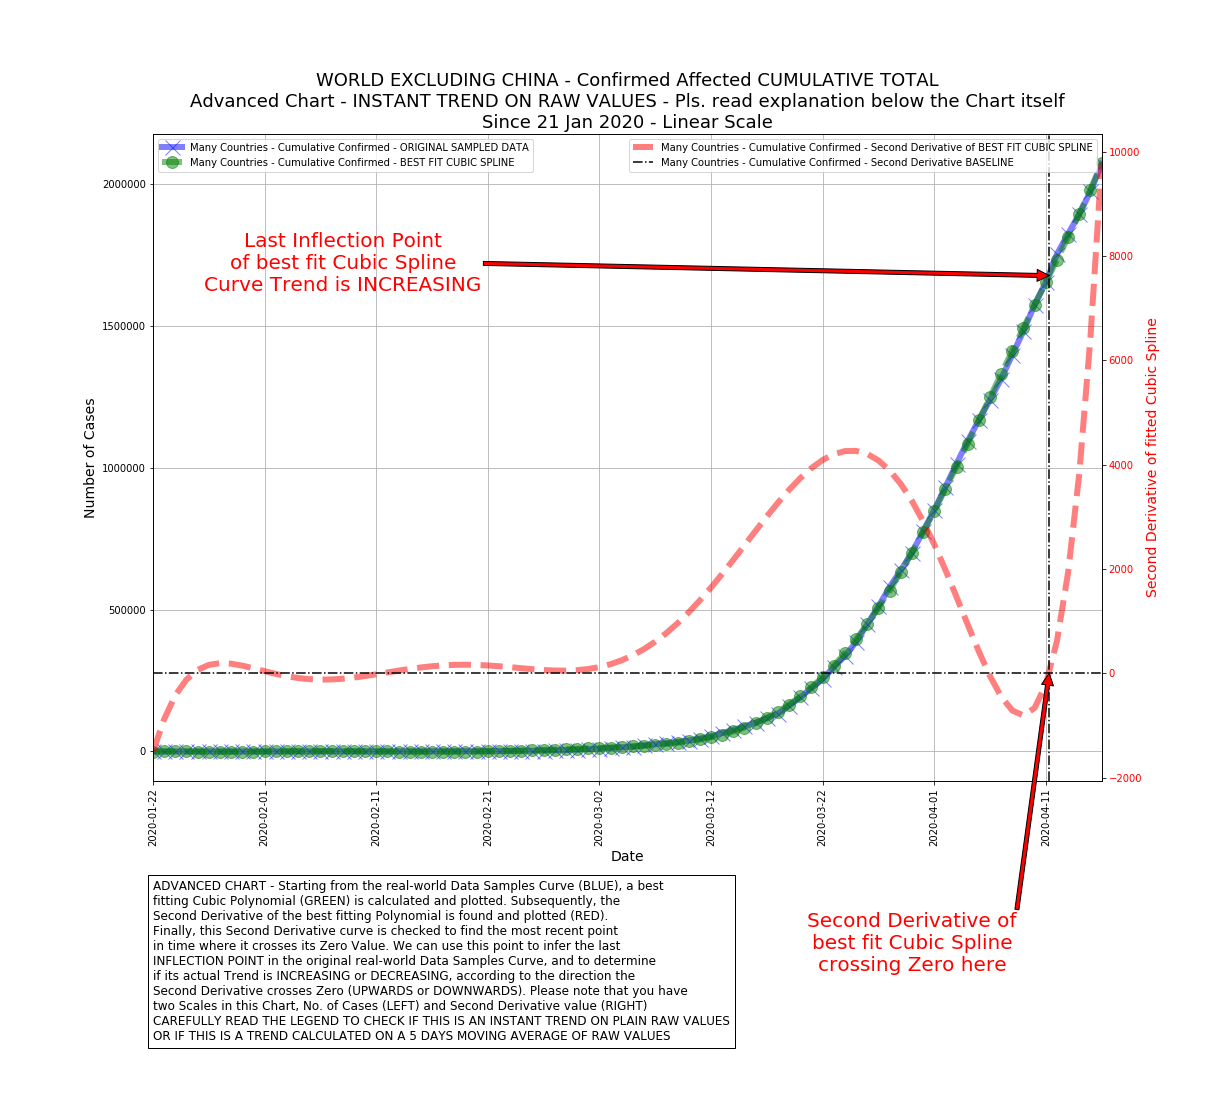 WORLD EXCLUDING CHINA - Confirmed Affected CUMULATIVE TOTAL
Advanced Chart - INSTANT TREND ON RAW VALUES - Pls. read explanation below the Chart itself
Since 21 Jan 2020 - Linear Scale
Many Countries - Cumulative Confirmed - ORIGINAL SAMPLED DATA
Many Countries - Cumulative Confirmed - BEST FIT CUBIC SPLINE
Many Countries - Cumulative Confirmed - Second Derivative of BEST FIT CUBIC SPLINE
Many Countries - Cumulative Confirmed - Second Derivative BASELINE
Last Inflection Point
of best fit Cubic Spline
Curve Trend is INCREASING
Number of Cases
2000000
1500000
1000000
500000
0
10000
8000
6000
4000
2000
0
−2000
Second Derivative of fitted Cubic Spline
2020-01-22
2020-02-01
2020-02-11
2020-02-21
2020-03-02
2020-03-12
2020-03-22
2020-04-01
2020-04-11
Date
ADVANCED CHART - Starting from the real-world Data Samples Curve (BLUE), a best
fitting Cubic Polynomial (GREEN) is calculated and plotted. Subsequently, the
Second Derivative of the best fitting Polynomial is found and plotted (RED).
Finally, this Second Derivative curve is checked to find the most recent point
in time where it crosses its Zero Value. We can use this point to infer the last
INFLECTION POINT in the original real-world Data Samples Curve, and to determine
if its actual Trend is INCREASING or DECREASING, according to the direction the
Second Derivative crosses Zero (UPWARDS or DOWNWARDS). Please note that you have
two Scales in this Chart, No. of Cases (LEFT) and Second Derivative value (RIGHT)
CAREFULLY READ THE LEGEND TO CHECK IF THIS IS AN INSTANT TREND ON PLAIN RAW VALUES
OR IF THIS IS A TREND CALCULATED ON A 5 DAYS MOVING AVERAGE OF RAW VALUES
Second Derivative of
best fit Cubic Spline
crossing Zero here